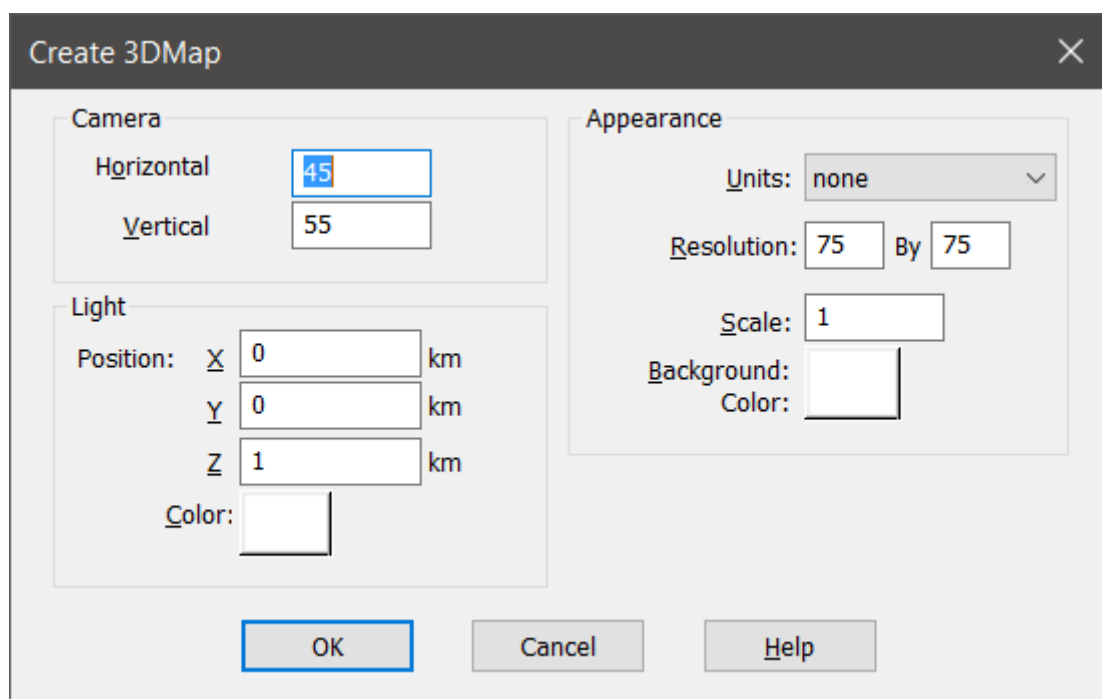 Create 3DMap
Camera
Horizontal 45
Vertical 55
Light
Position: X 0 km
Y 0 km
Z 1 km
Color:
Appearance
Units: none
Resolution: 75 By 75
Scale: 1
Background:
Color:
OK Cancel Help